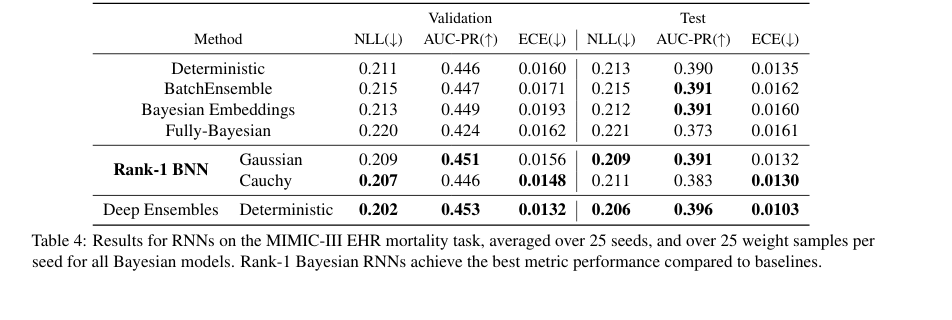 Validation Test
Method NLL(↓) AUC-PR(↑) ECE(↓) NLL(↓) AUC-PR(↑) ECE(↓)
Deterministic 0.211 0.446 0.0160 0.213 0.390 0.0135
BatchEnsemble 0.215 0.447 0.0171 0.215 0.391 0.0162
Bayesian Embeddings 0.213 0.449 0.0193 0.212 0.391 0.0160
Fully-Bayesian 0.220 0.424 0.0162 0.221 0.373 0.0161
Rank-1 BNN Gaussian 0.209 0.451 0.0156 0.209 0.391 0.0132
Cauchy 0.207 0.446 0.0148 0.211 0.383 0.0130
Deep Ensembles Deterministic 0.202 0.453 0.0132 0.206 0.396 0.0103
Table 4: Results for RNNs on the MIMIC-III EHR mortality task, averaged over 25 seeds, and over 25 weight samples per
seed for all Bayesian models. Rank-1 Bayesian RNNs achieve the best metric performance compared to baselines.